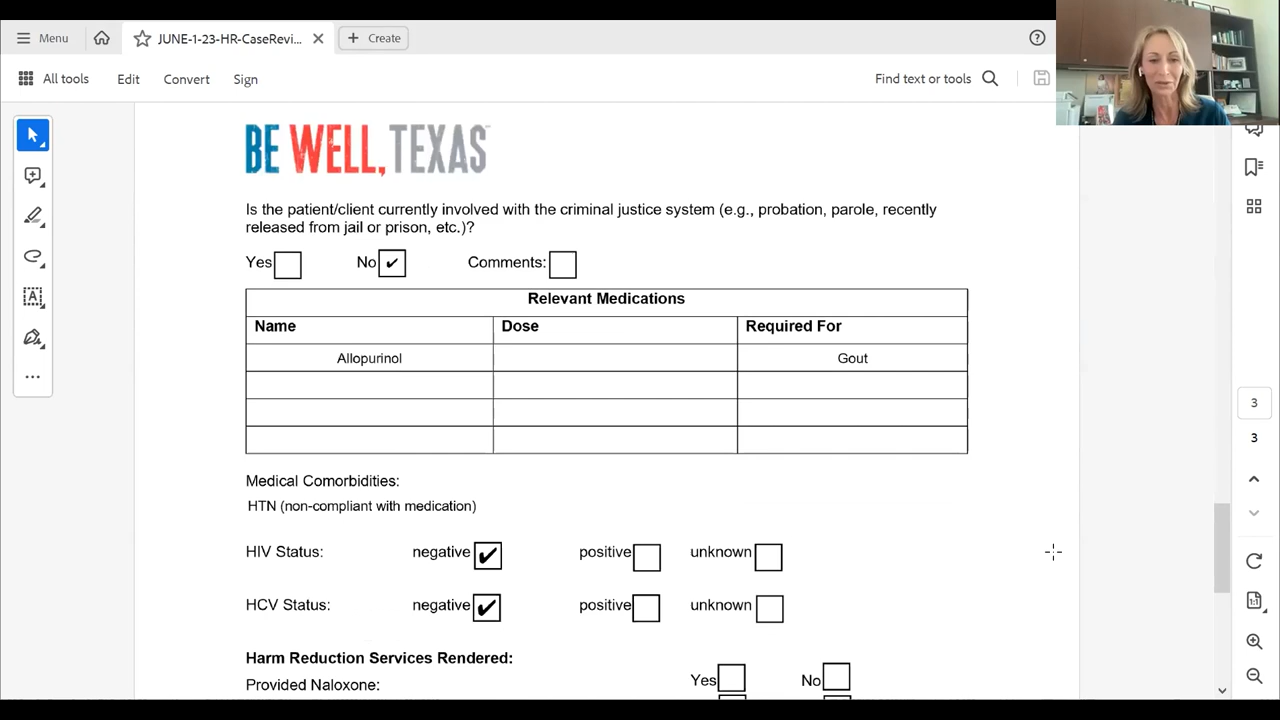 Menu
JUNE-1-23-HR-CaseRevi...
Create
All tools
Edit
Convert
Sign
Find text or tools
BE WELL, TEXAS
Is the patient/client currently involved with the criminal justice system (e.g., probation, parole, recently
released from jail or prison, etc.)?
Yes No ✔ Comments:
Relevant Medications
Name Dose Required For
Allopurinol Gout
Medical Comorbidities:
HTN (non-compliant with medication)
HIV Status: negative ✔ positive unknown
HCV Status: negative ✔ positive unknown
Harm Reduction Services Rendered:
Provided Naloxone: Yes No
3
3